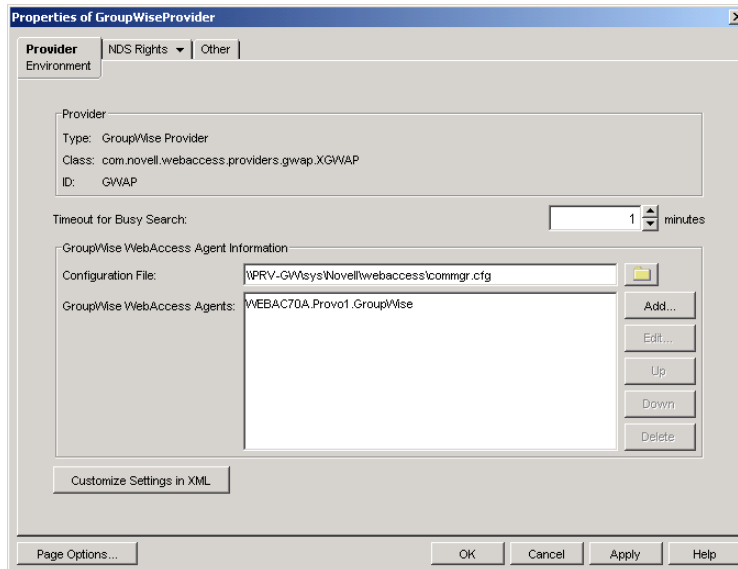 Properties of GroupWiseProvider
Provider
NDS Rights
Other
Environment
Provider
Type: GroupWise Provider
Class: com.novell.webaccess.providers.gwap.XGWAP
ID: GWAP
Timeout for Busy Search: 1 minutes
GroupWise WebAccess Agent Information
Configuration File: \\PRV-GW\sys\Novell\webaccess\commgr.cfg
GroupWise WebAccess Agents: WEBAC70A.Provo1.GroupWise
Add...
Edit...
Up
Down
Delete
Customize Settings in XML
Page Options... OK Cancel Apply Help